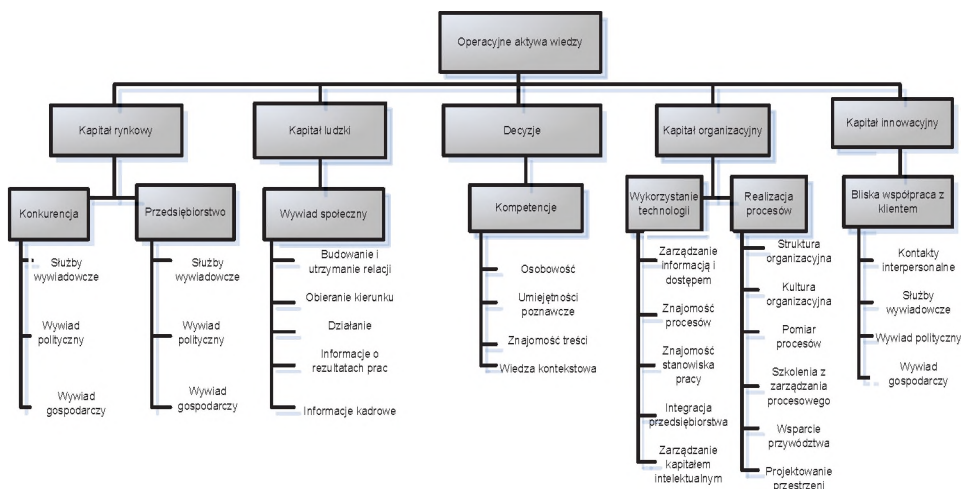 Operacyjne aktywa wiedzy
Kapitał rynkowy
Kapitał ludzki
Decyzje
Kapitał organizacyjny
Kapitał innowacyjny
Konkurencja
Przedsiębiorstwo
Wywiad społeczny
Kompetencje
Wykorzystanie
technologii
Realizacja
procesów
Bliska współpraca z
klientem
Służby
wywiadowcze
Wywiad
polityczny
Wywiad
gospodarczy
Służby
wywiadowcze
Wywiad
polityczny
Wywiad
gospodarczy
Budowanie i
utrzymanie relacji
Obieranie kierunku
Działanie
Informacje o
rezultatach prac
Informacje kadrowe
Osobowość
Umiejętności
poznawcze
Znajomość treści
Wiedza kontekstowa
Zarządzanie
informacją i
dostępem
Znajomość
procesów
Znajomość
stanowiska
pracy
Integracja
przedsiębiorstwa
Zarządzanie
kapitałem
intelektualnym
Struktura
organizacyjna
Kultura
organizacyjna
Pomiar
procesów
Szkolenia z
zarządzania
procesowego
Wsparcie
przywództwa
Projektowanie
przestrzeni
Kontakty
interpersonalne
Służby
wywiadowcze
Wywiad polityczny
Wywiad
gospodarczy